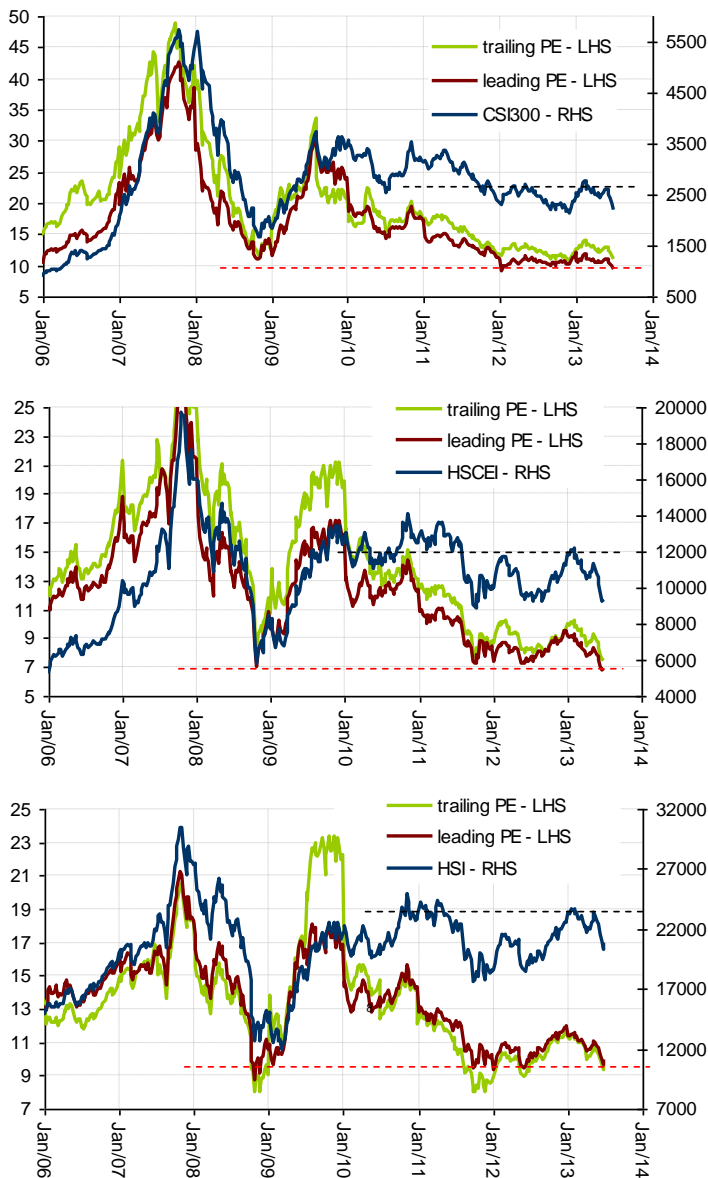 50
45
40
35
30
25
20
15
10
5
5500
4500
3500
2500
1500
500
trailing PE - LHS
leading PE - LHS
CSI300 - RHS
Jan/06
Jan/07
Jan/08
Jan/09
Jan/10
Jan/11
Jan/12
Jan/13
Jan/14
25
23
21
19
17
15
13
11
9
7
5
20000
18000
16000
14000
12000
10000
8000
6000
4000
trailing PE - LHS
leading PE - LHS
HSCEI - RHS
Jan/06
Jan/07
Jan/08
Jan/09
Jan/10
Jan/11
Jan/12
Jan/13
Jan/14
25
23
21
19
17
15
13
11
9
7
32000
27000
22000
17000
12000
7000
trailing PE - LHS
leading PE - LHS
HSI - RHS
Jan/06
Jan/07
Jan/08
Jan/09
Jan/10
Jan/11
Jan/12
Jan/13
Jan/14